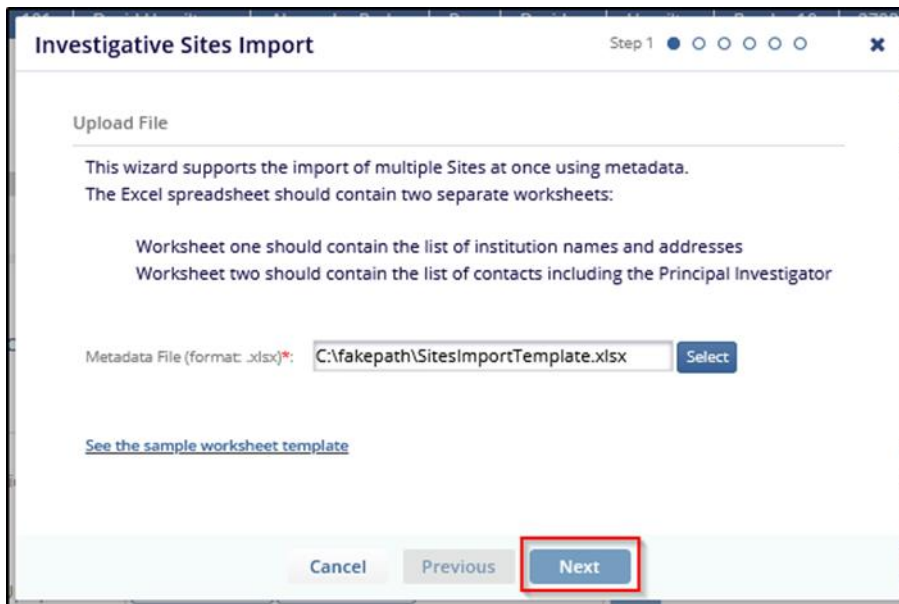 Investigative Sites Import
Step 1
Upload File
This wizard supports the import of multiple Sites at once using metadata.
The Excel spreadsheet should contain two separate worksheets:
Worksheet one should contain the list of institution names and addresses
Worksheet two should contain the list of contacts including the Principal Investigator
Metadata File (format: .xlsx)*: C:\fakepath\SitesImportTemplate.xlsx Select
See the sample worksheet template
Cancel Previous Next